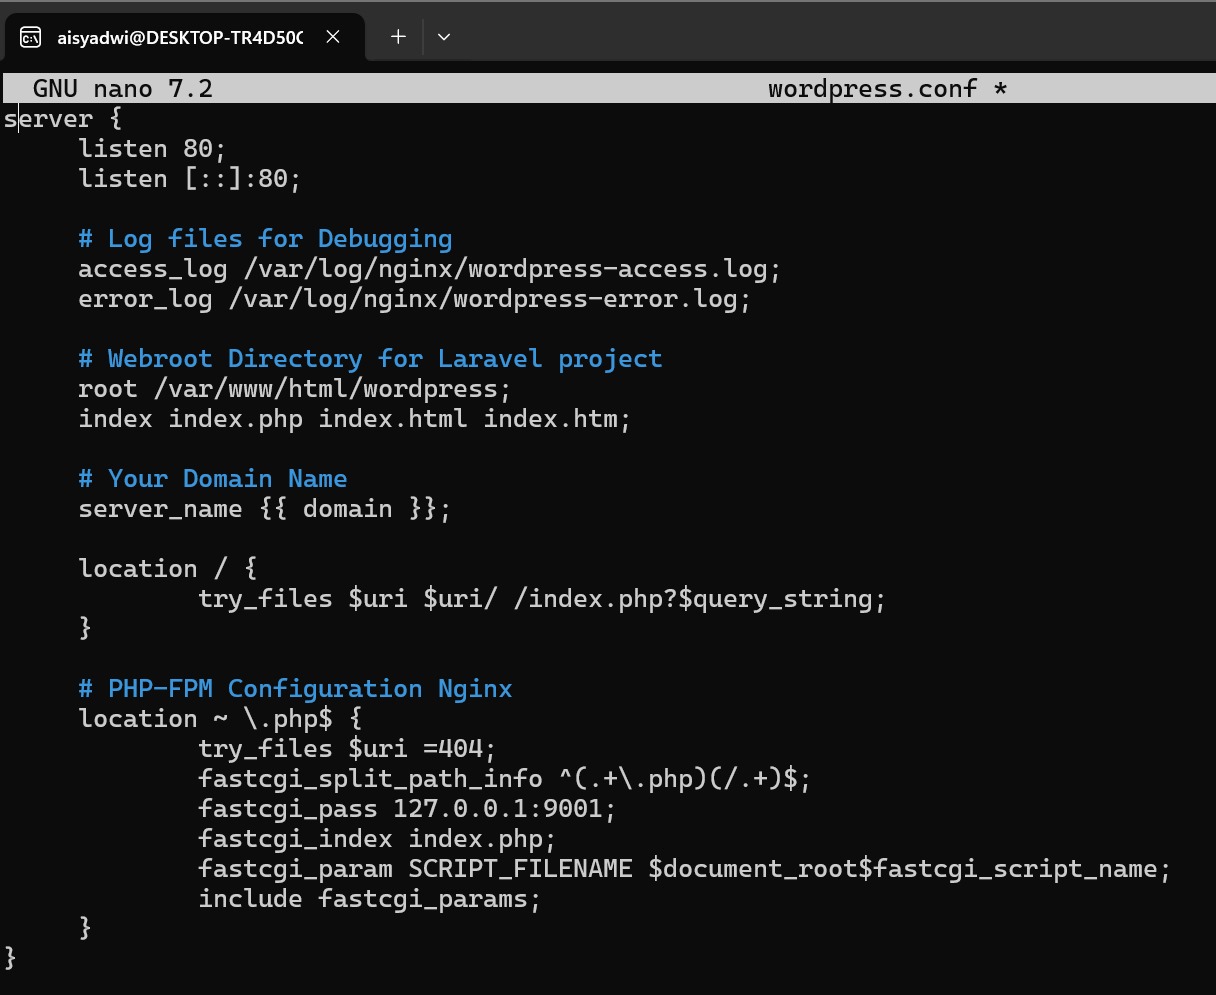 aisyadwi@DESKTOP-TR4D50
GNU nano 7.2 wordpress.conf *
server {
listen 80;
listen [::]:80;
# Log files for Debugging
access_log /var/log/nginx/wordpress-access.log;
error_log /var/log/nginx/wordpress-error.log;
# Webroot Directory for Laravel project
root /var/www/html/wordpress;
index index.php index.html index.htm;
# Your Domain Name
server_name {{ domain }};
location / {
try_files $uri $uri/ /index.php?$query_string;
}
# PHP-FPM Configuration Nginx
location ~ \.php$ {
try_files $uri =404;
fastcgi_split_path_info ^(.+\.php)(/.+)$;
fastcgi_pass 127.0.0.1:9001;
fastcgi_index index.php;
fastcgi_param SCRIPT_FILENAME $document_root$fastcgi_script_name;
include fastcgi_params;
}
}